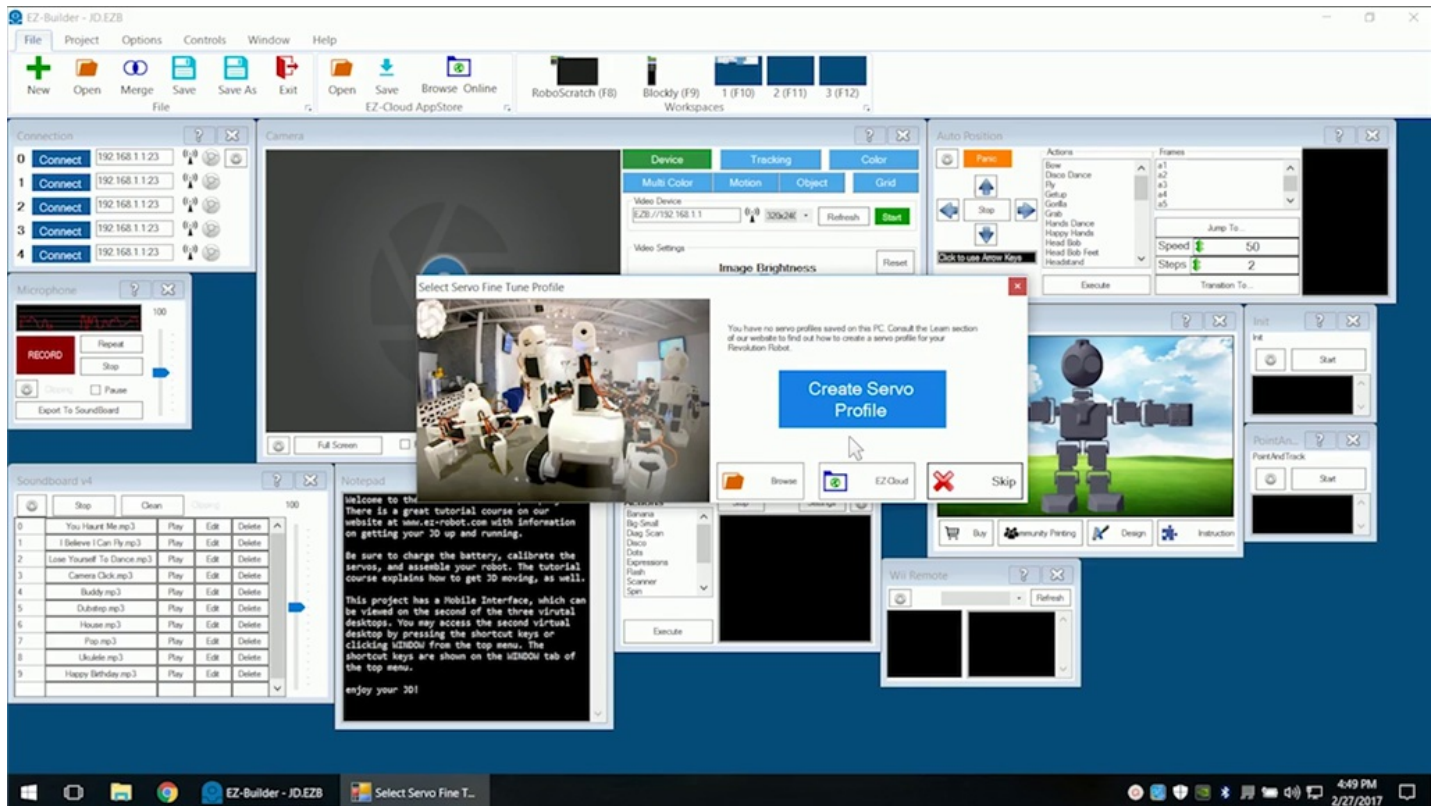 EZ-Builder - JD.EZB
File Project Options Controls Window Help
New Open Merge Save Save As Exit Open Save Browse Online RoboScratch (F8) Blockly (F9) 1 (F10) 2 (F11) 3 (F12)
File EZ-Cloud AppStore Workspaces
Connection
0 Connect 192.168.1.1:23
1 Connect 192.168.1.1:23
2 Connect 192.168.1.1:23
3 Connect 192.168.1.1:23
4 Connect 192.168.1.1:23
Camera
Device Tracking Color
Multi Color Motion Object Grid
Video Device
EZB://192.168.1.1 Refresh Start
Video Settings
Image Brightness Reset
Full Screen
Auto Position
Panic
Stop
Click to use Arrow Keys
Actions
Bow
Disco Dance
Fly
Getup
Gorilla
Grab
Hands Dance
Happy Hands
Head Bob
Head Bob Feet
Headstand
Execute
Frames
a1
a2
a3
a4
a5
Jump To...
Speed 50
Steps 2
Transition To...
Microphone
100
RECORD
Repeat
Stop
Pause
Export To SoundBoard
Select Servo Fine Tune Profile
You have no servo profiles saved on this PC. Consult the Learn section
of our website to find out how to create a servo profile for your
Revolution Robot.
Create Servo
Profile
Browse EZ-Cloud Skip
Init
Init
Start
PointAn...
PointAndTrack
Start
Buy Community Printing Design Instruction
Soundboard v4
Stop Clean 100
0 You Haunt Me.mp3 Play Edit Delete
1 I Believe I Can Fly.mp3 Play Edit Delete
2 Lose Yourself To Dance.mp3 Play Edit Delete
3 Camera Click.mp3 Play Edit Delete
4 Buddy.mp3 Play Edit Delete
5 Dubstep.mp3 Play Edit Delete
6 House.mp3 Play Edit Delete
7 Pop.mp3 Play Edit Delete
8 Ukulele.mp3 Play Edit Delete
9 Happy Birthday.mp3 Play Edit Delete
Notepad
Welcome to the
There is a great tutorial course on our
website at www.ez-robot.com with information
on getting your JD up and running.
Be sure to charge the battery, calibrate the
servos, and assemble your robot. The tutorial
course explains how to get JD moving, as well.
This project has a Mobile Interface, which can
be viewed on the second of the three virutal
desktops. You may access the second virtual
desktop by pressing the shortcut keys or
clicking WINDOW from the top menu. The
shortcut keys are shown on the WINDOW tab of
the top menu.
enjoy your JD!
Banana
Big-Small
Diag Scan
Disco
Dots
Expressions
Flash
Scanner
Spin
Execute
Wii Remote
Refresh
EZ-Builder - JD.EZB Select Servo Fine T...
4:49 PM
2/27/2017